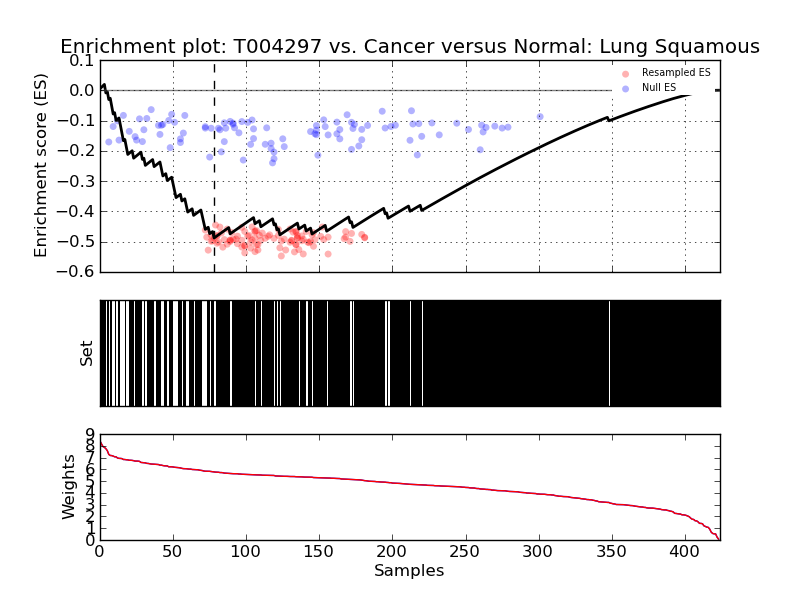 Enrichment plot: T004297 vs. Cancer versus Normal: Lung Squamous
Enrichment score (ES)
0.1
0.0
−0.1
−0.2
−0.3
−0.4
−0.5
−0.6
Resampled ES
Null ES
Set
Weights
9
8
7
6
5
4
3
2
1
0
0 50 100 150 200 250 300 350 400
Samples